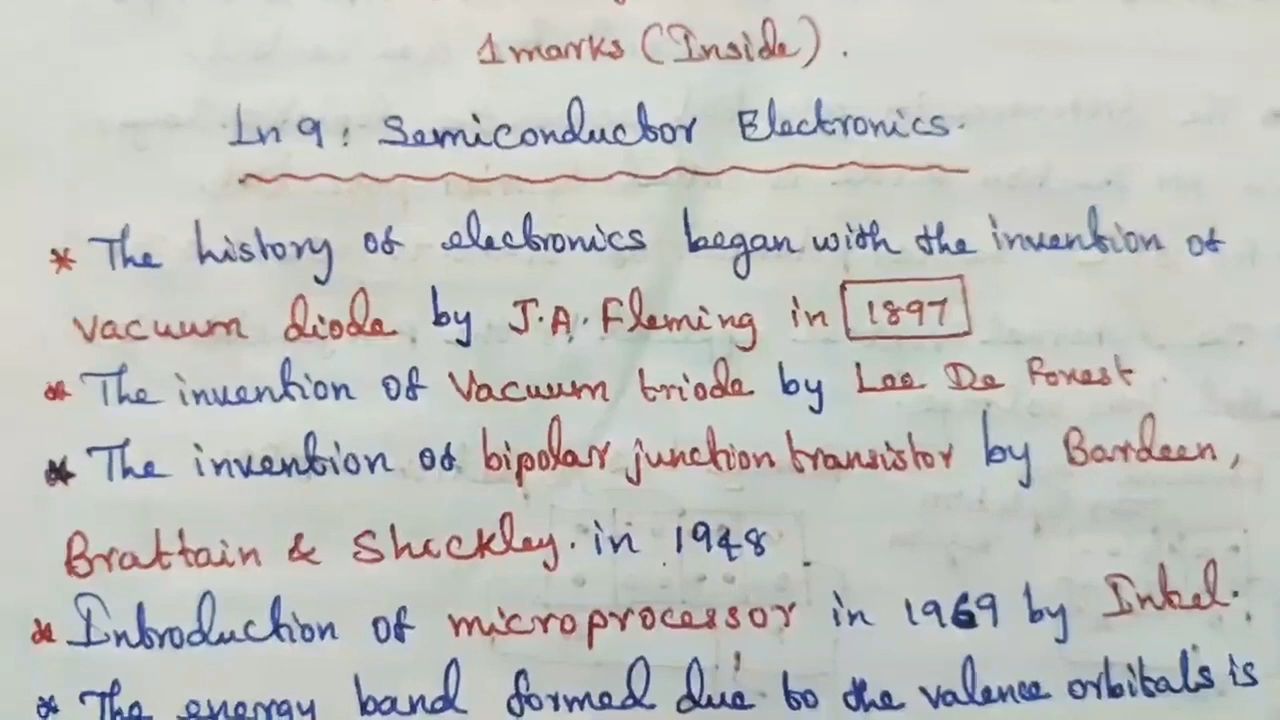 1 marks (Inside).
Ln 9: Semiconductor Electronics.
* The history of electronics began with the invention of
vacuum diode by J.A. Fleming in 1897
* The invention of Vacuum triode by Lee De Forest
* The invention of bipolar junction transistor by Bardeen,
Brattain & Shockley. in 1948
* Introduction of microprocessor in 1969 by Intel.
* The energy band formed due to the valence orbitals is